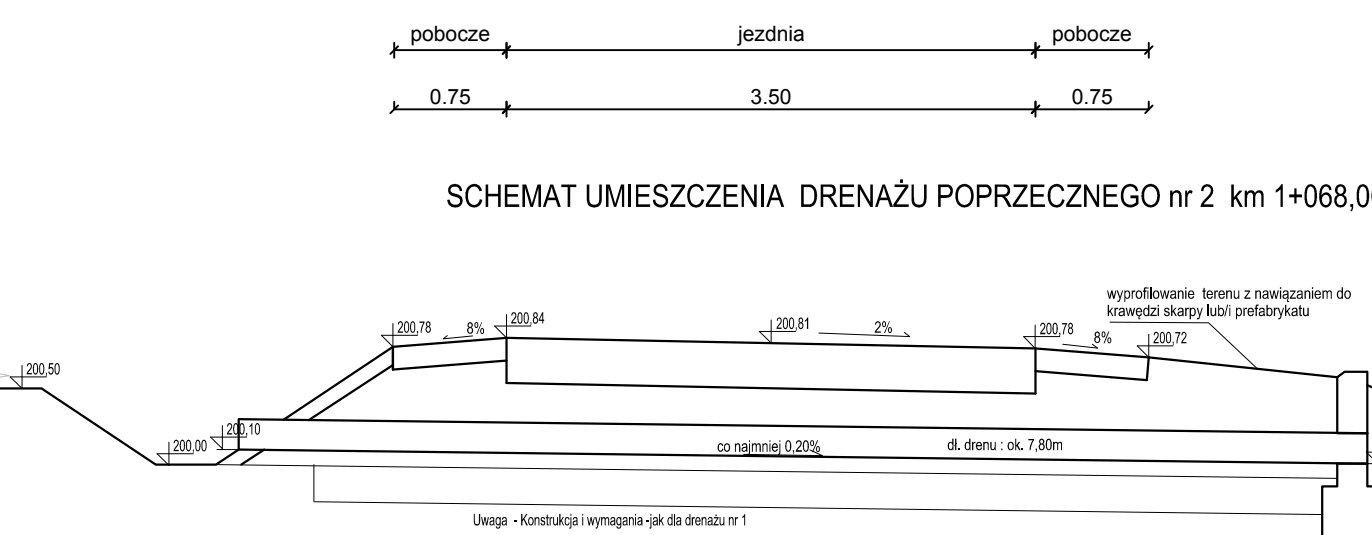 pobocze jezdnia pobocze
0.75 3.50 0.75
SCHEMAT UMIESZCZENIA DRENAŻU POPRZECZNEGO nr 2 km 1+068,0
wyprofilowanie terenu z nawiązaniem do
krawędzi skarpy lub/i prefabrykatu
200,78 8% 200,84 200,81 2% 200,78 8% 200,72
200,50
200,10
200,00
co najmniej 0,20% dł. drenu : ok. 7,80m
Uwaga - Konstrukcja i wymagania -jak dla drenażu nr 1